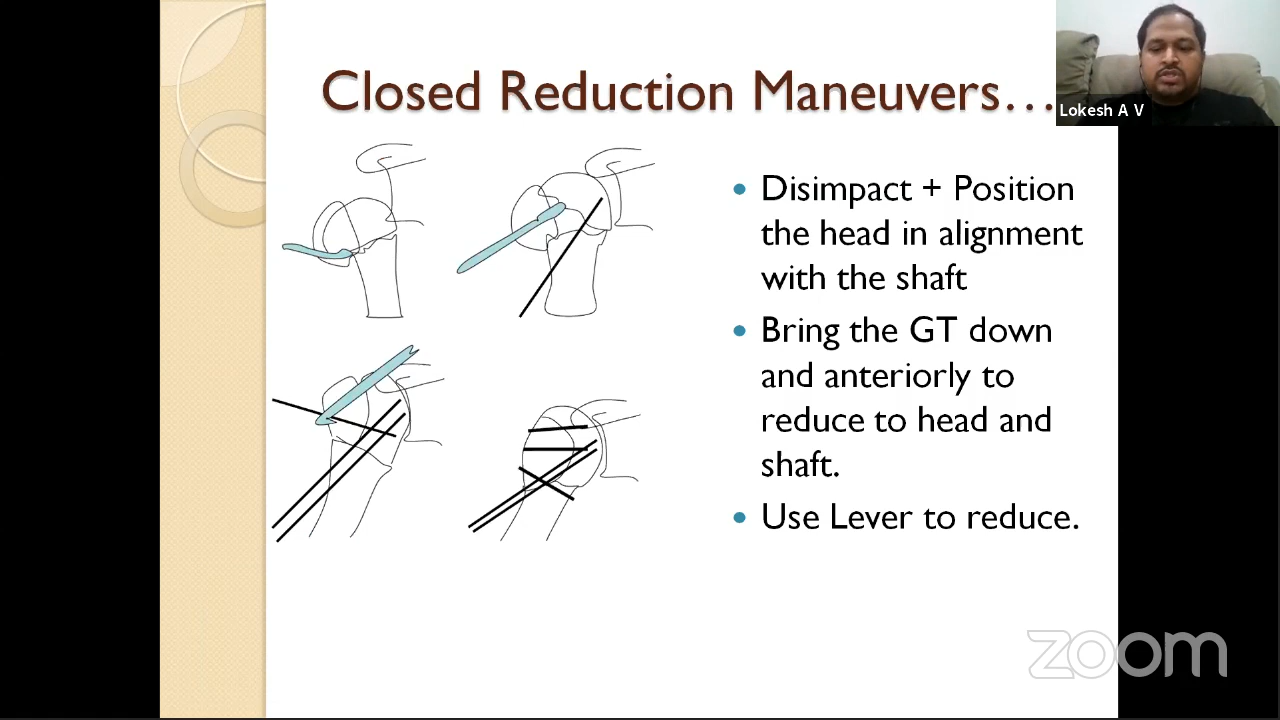 Closed Reduction Maneuvers…
Lokesh A V
• Disimpact + Position
the head in alignment
with the shaft
• Bring the GT down
and anteriorly to
reduce to head and
shaft.
• Use Lever to reduce.
zoom